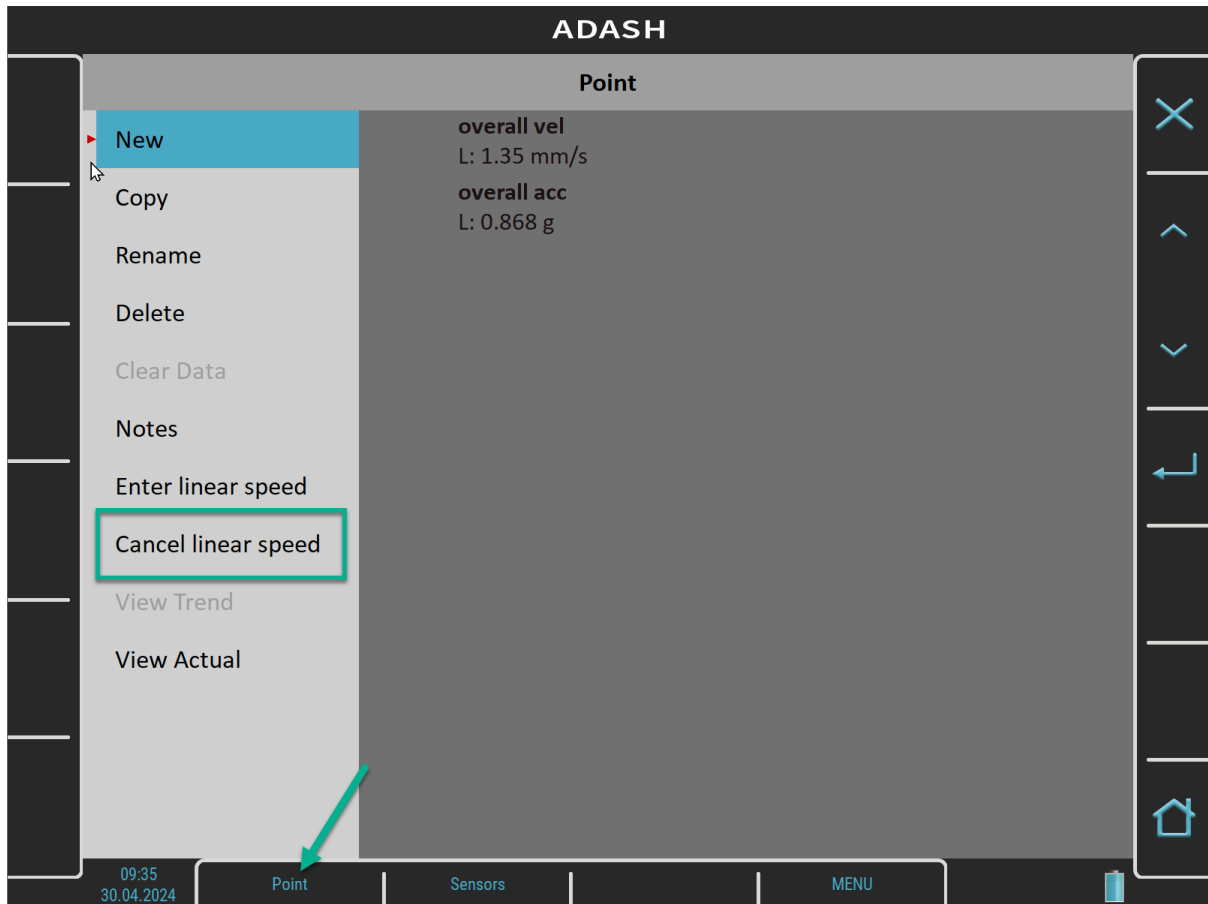 ADASH
Point
New
Copy
Rename
Delete
Clear Data
Notes
Enter linear speed
Cancel linear speed
View Trend
View Actual
overall vel
L: 1.35 mm/s
overall acc
L: 0.868 g
09:35
30.04.2024
Point
Sensors
MENU